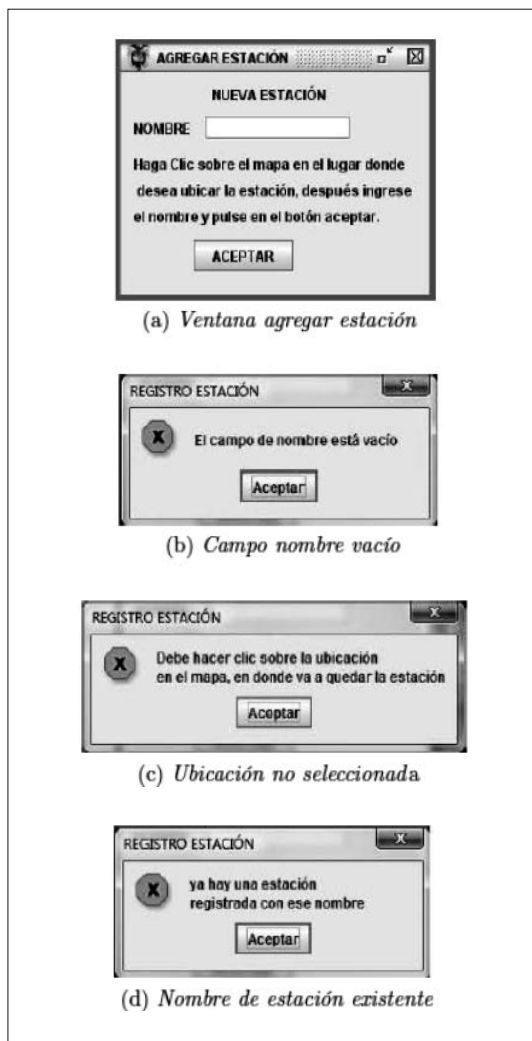 AGREGAR ESTACIÓN
NUEVA ESTACIÓN
NOMBRE
Haga Clic sobre el mapa en el lugar donde
desea ubicar la estación, después ingrese
el nombre y pulse en el botón aceptar.
ACEPTAR
(a) Ventana agregar estación
REGISTRO ESTACIÓN
El campo de nombre está vacío
Aceptar
(b) Campo nombre vacío
REGISTRO ESTACIÓN
Debe hacer clic sobre la ubicación
en el mapa, en donde va a quedar la estación
Aceptar
(c) Ubicación no seleccionada
REGISTRO ESTACIÓN
ya hay una estación
registrada con ese nombre
Aceptar
(d) Nombre de estación existente